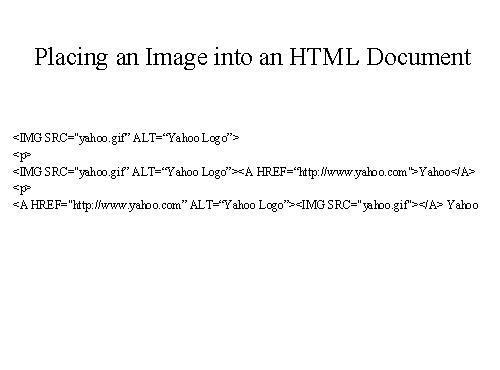 Placing an Image into an HTML Document
<IMG SRC="yahoo.gif” ALT=“Yahoo Logo”>
<p>
<IMG SRC="yahoo.gif” ALT=“Yahoo Logo”><A HREF=“http://www.yahoo.com">Yahoo</A>
<p>
<A HREF="http://www.yahoo.com” ALT=“Yahoo Logo”><IMG SRC="yahoo.gif"></A> Yahoo